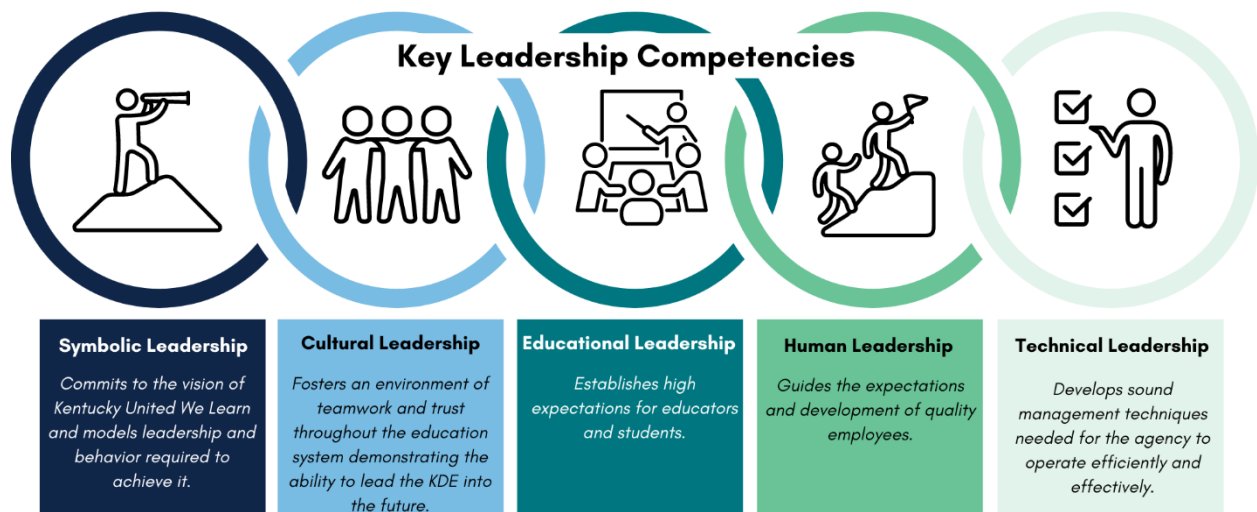 Key Leadership Competencies
Symbolic Leadership
Commits to the vision of
Kentucky United We Learn
and models leadership and
behavior required to
achieve it.
Cultural Leadership
Fosters an environment of
teamwork and trust
throughout the education
system demonstrating the
ability to lead the KDE into
the future.
Educational Leadership
Establishes high
expectations for educators
and students.
Human Leadership
Guides the expectations
and development of quality
employees.
Technical Leadership
Develops sound
management techniques
needed for the agency to
operate efficiently and
effectively.